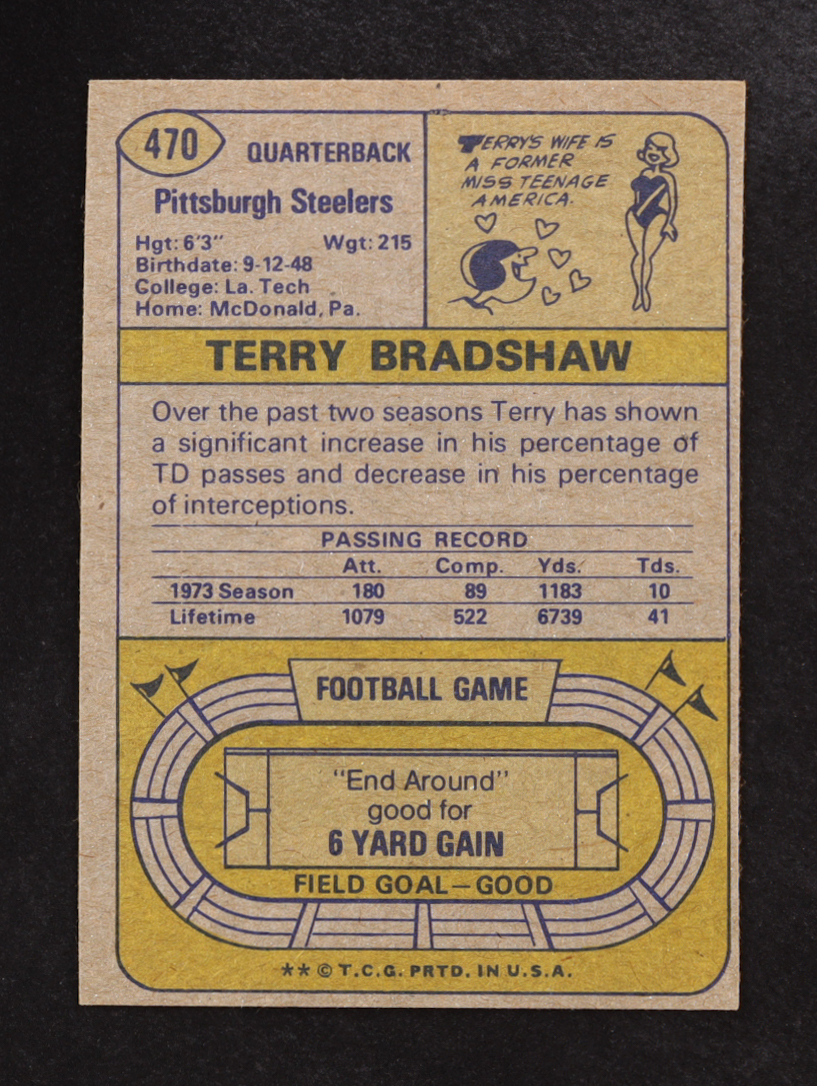 470
QUARTERBACK
Pittsburgh Steelers
Hgt: 6'3" Wgt: 215
Birthdate: 9-12-48
College: La. Tech
Home: McDonald, Pa.
TERRY'S WIFE IS
A FORMER
MISS TEENAGE
AMERICA.
TERRY BRADSHAW
Over the past two seasons Terry has shown
a significant increase in his percentage of
TD passes and decrease in his percentage
of interceptions.
PASSING RECORD
Att. Comp. Yds. Tds.
1973 Season 180 89 1183 10
Lifetime 1079 522 6739 41
FOOTBALL GAME
"End Around"
good for
6 YARD GAIN
FIELD GOAL—GOOD
** © T.C.G. PRTD. IN U.S.A.